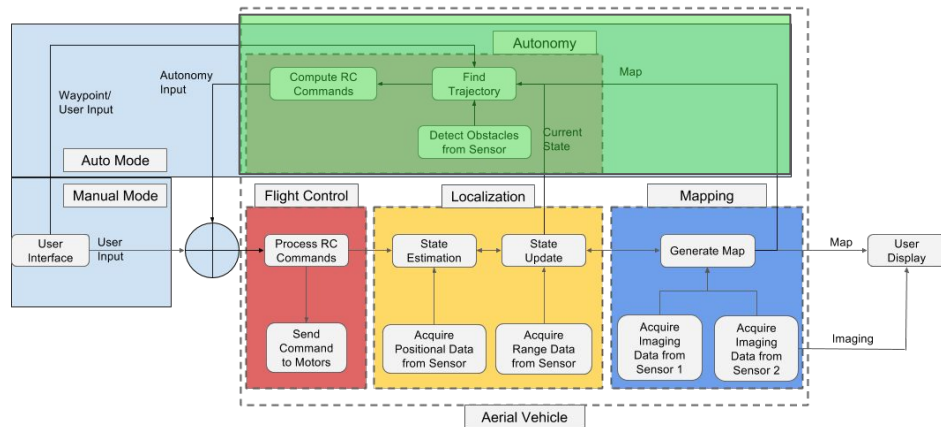 Autonomy
Autonomy
Input
Compute RC
Commands
Find
Trajectory
Map
Waypoint/
User Input
Detect Obstacles
from Sensor
Current
State
Auto Mode
Manual Mode
Flight Control
Localization
Mapping
User
Interface
User
Input
Process RC
Commands
State
Estimation
State
Update
Generate Map
Map
User
Display
Send
Command
to Motors
Acquire
Positional Data
from Sensor
Acquire
Range Data
from Sensor
Acquire
Imaging
Data from
Sensor 1
Acquire
Imaging
Data from
Sensor 2
Imaging
Aerial Vehicle